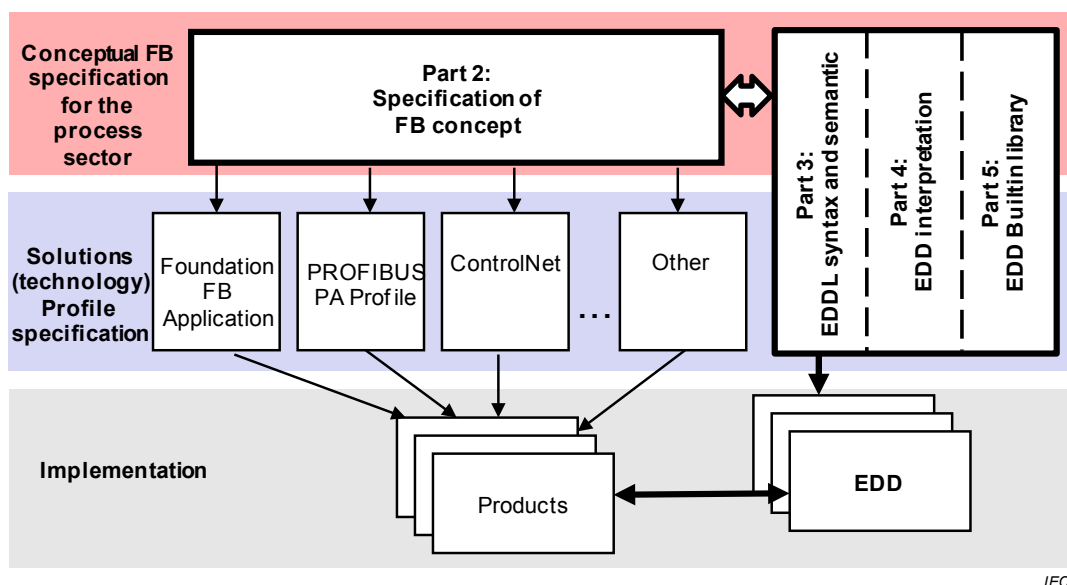 Conceptual FB
specification
for the
process
sector
Part 2:
Specification of
FB concept
Part 3:
EDDL syntax and semantic
Part 4:
EDD interpretation
Part 5:
EDD Builtin library
Solutions
(technology)
Profile
specification
Foundation
FB
Application
PROFIBUS
PA Profile
ControlNet
...
Other
Implementation
Products
EDD
IEC